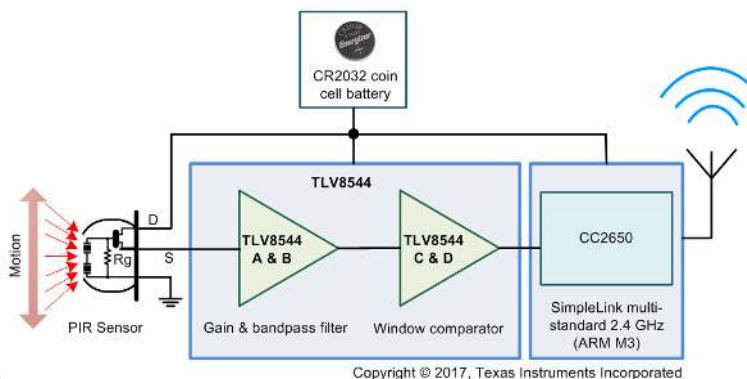 Energizer
CR2032 coin
cell battery
TLV8544
D
S
Rg
Motion
PIR Sensor
TLV8544
A & B
Gain & bandpass filter
TLV8544
C & D
Window comparator
CC2650
SimpleLink multi-
standard 2.4 GHz
(ARM M3)
Copyright © 2017, Texas Instruments Incorporated